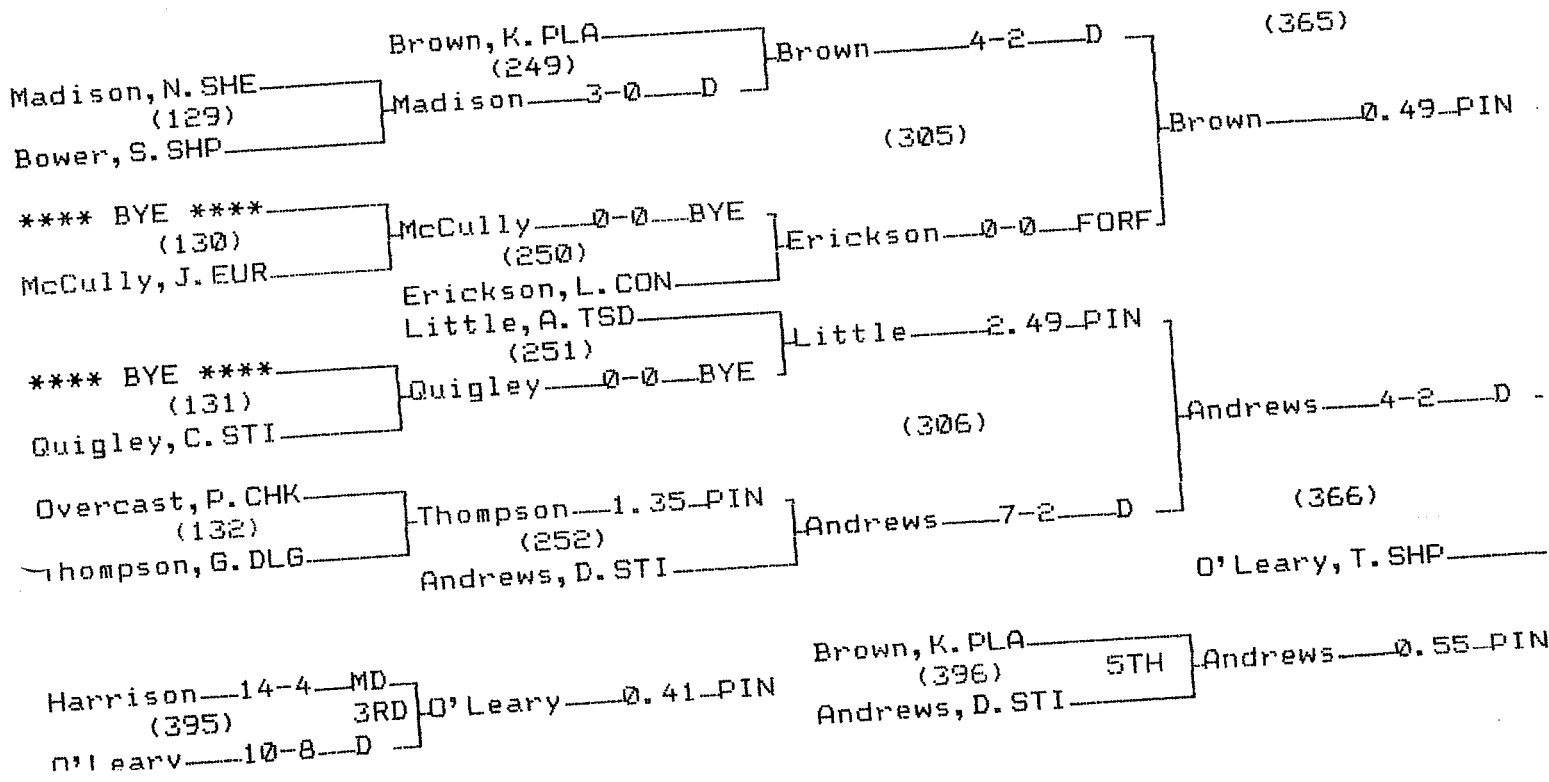 (365)
Brown, K. PLA
(249)
Brown 4-2 D
Madison, N. SHE
(129)
Madison 3-0 D
Bower, S. SHP
(305)
Brown 0.49 PIN
**** BYE ****
(130)
McCully 0-0 BYE
(250)
Erickson 0-0 FORF
McCully, J. EUR
Erickson, L. CON
Little, A. TSD
(251)
Little 2.49 PIN
**** BYE ****
(131)
Quigley 0-0 BYE
Quigley, C. STI
(306)
Andrews 4-2 D
Overcast, P. CHK
(132)
Thompson 1.35 PIN
(252)
Andrews 7-2 D
(366)
Thompson, G. DLG
Andrews, D. STI
O'Leary, T. SHP
Brown, K. PLA
(396) 5TH
Andrews 0.55 PIN
Andrews, D. STI
Harrison 14-4 MD
(395) 3RD
O'Leary 0.41 PIN
O'Leary 10-8 D